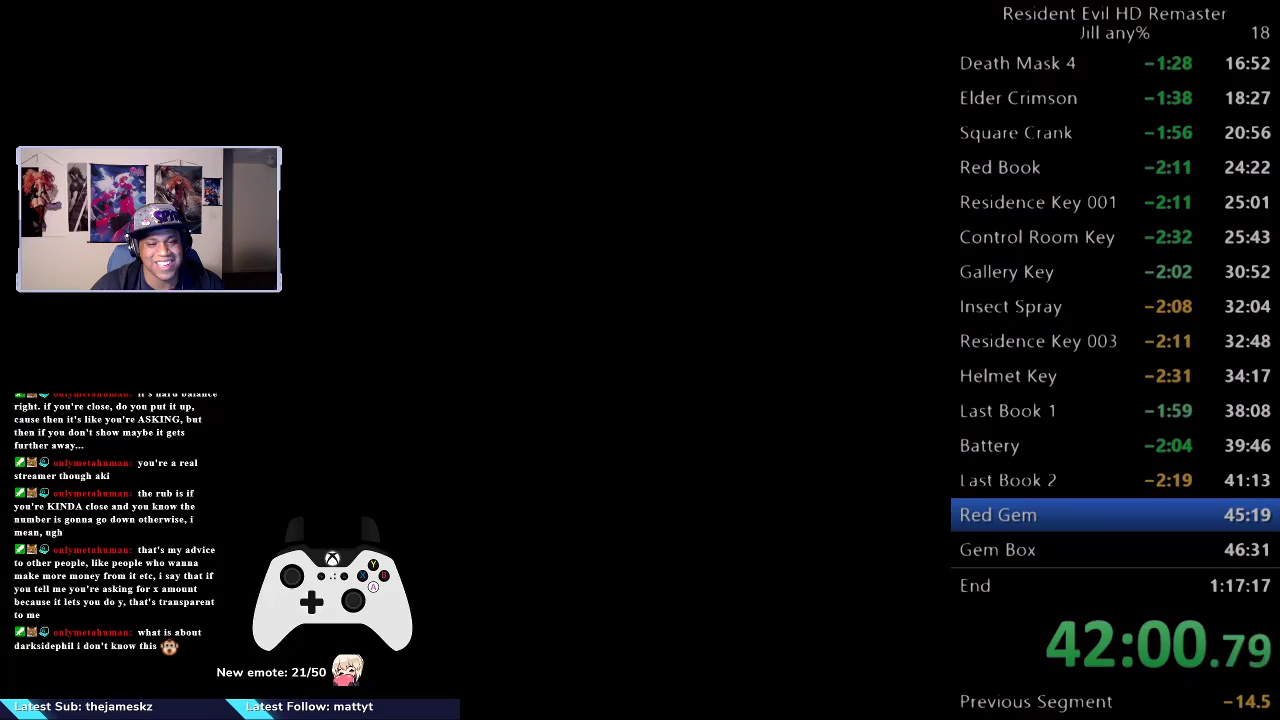 Resident Evil HD Remaster
Jill any% 18
Death Mask 4 −1:28 16:52
Elder Crimson −1:38 18:27
Square Crank −1:56 20:56
Red Book −2:11 24:22
Residence Key 001 −2:11 25:01
Control Room Key −2:32 25:43
Gallery Key −2:02 30:52
Insect Spray −2:08 32:04
Residence Key 003 −2:11 32:48
Helmet Key −2:31 34:17
Last Book 1 −1:59 38:08
Battery −2:04 39:46
Last Book 2 −2:19 41:13
Red Gem 45:19
Gem Box 46:31
End 1:17:17
42:00.79
Previous Segment −14.5
onlymetahuman: it's hard balance
right. if you're close, do you put it up,
cause then it's like you're ASKING, but
then if you don't show maybe it gets
further away...
onlymetahuman: you're a real
streamer though aki
onlymetahuman: the rub is if
you're KINDA close and you know the
number is gonna go down otherwise, i
mean, ugh
onlymetahuman: that's my advice
to other people, like people who wanna
make more money from it etc, i say that if
you tell me you're asking for x amount
because it lets you do y, that's transparent
to me
onlymetahuman: what is about
darksidephil i don't know this
Y
X B
A
New emote: 21/50
Latest Sub: thejameskz Latest Follow: mattyt